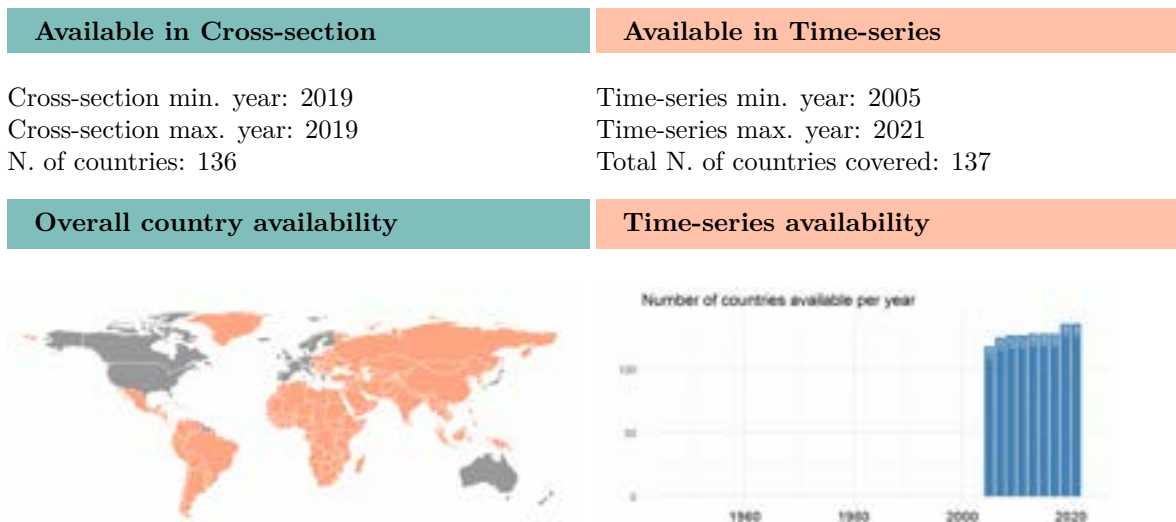 Available in Cross-section
Available in Time-series
Cross-section min. year: 2019
Cross-section max. year: 2019
N. of countries: 136
Time-series min. year: 2005
Time-series max. year: 2021
Total N. of countries covered: 137
Overall country availability
Time-series availability
Number of countries available per year
100
50
0
1960
1980
2000
2020